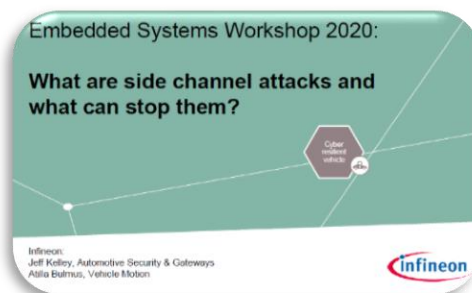 Embedded Systems Workshop 2020:
What are side channel attacks and
what can stop them?
Cyber
resilient
vehicle
Infineon:
Jeff Kelley, Automotive Security & Gateways
Atilla Bulmus, Vehicle Motion
infineon